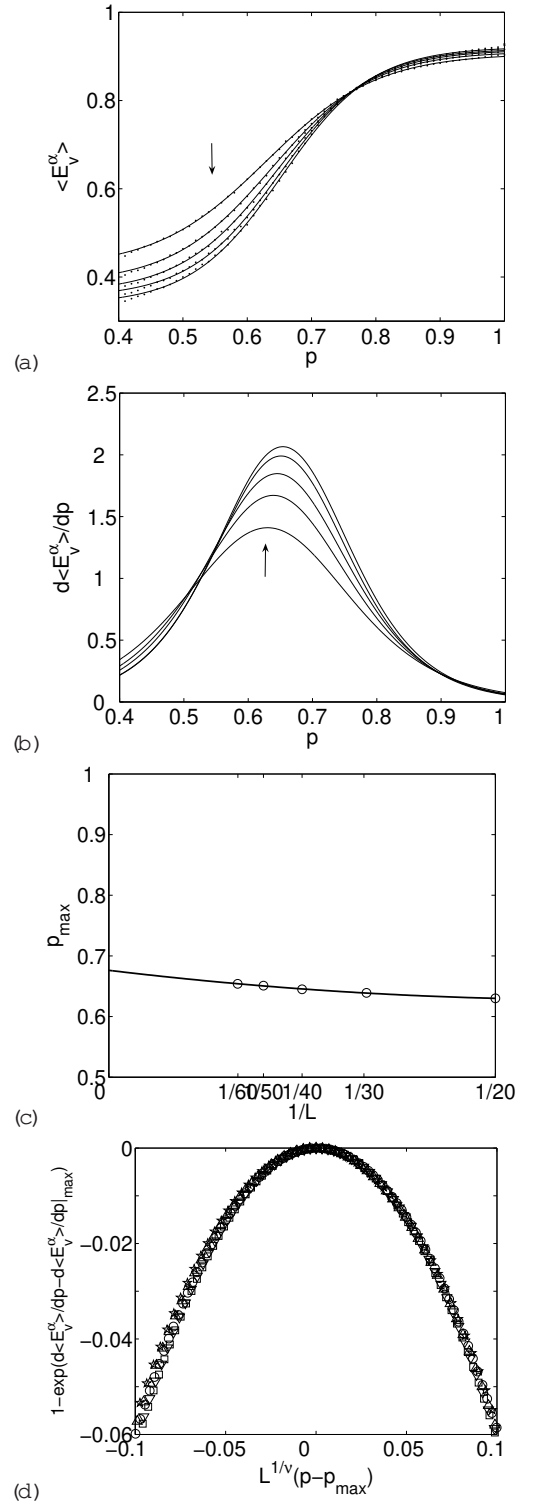 1
0.8
0.6
0.4
<E_v^α>
0.4 0.5 0.6 0.7 0.8 0.9 1
p
(a)
2.5
2
1.5
1
0.5
0
d<E_v^α>/dp
0.4 0.5 0.6 0.7 0.8 0.9 1
p
(b)
1
0.9
0.8
0.7
0.6
0.5
p_max
0 1/60 1/50 1/40 1/30 1/20
1/L
(c)
0
−0.02
−0.04
−0.06
1−exp(d<E_v^α>/dp−d<E_v^α>/dp|_max)
−0.1 −0.05 0 0.05 0.1
L^{1/ν}(p−p_max)
(d)